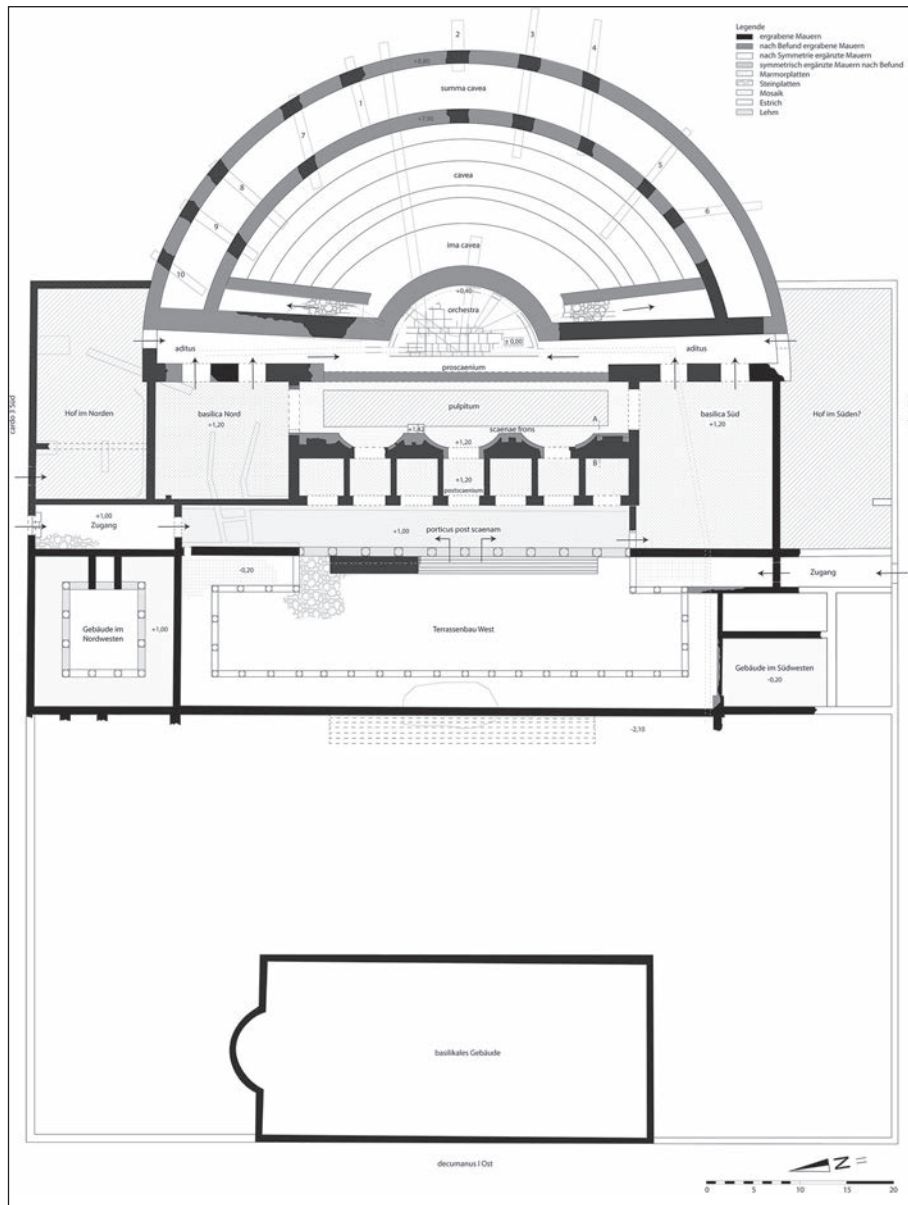 Legende
ergrabene Mauern
nach Befund ergrabene Mauern
nach Symmetrie ergänzte Mauern
symmetrisch ergänzte Mauern nach Befund
Marmorplatten
Steinplatten
Mosaik
Estrich
Lehm
2
3
4
1
7
8
9
10
5
6
summa cavea
+7,90
cavea
ima cavea
+0,40
orchestra
± 0,00
aditus
aditus
proscaenium
cardo 3 Süd
Hof im Norden
basilica Nord
+1,20
pulpitum
A
scaenae frons
+1,20
B
+1,20
postscaenium
basilica Süd
+1,20
Hof im Süden?
+1,00
Zugang
+1,00
porticus post scaenam
-0,20
Zugang
Gebäude im
Nordwesten
+1,00
Terrassenbau West
Gebäude im Südwesten
-0,20
-2,10
basilikales Gebäude
decumanus I Ost
N
0
5
10
15
20